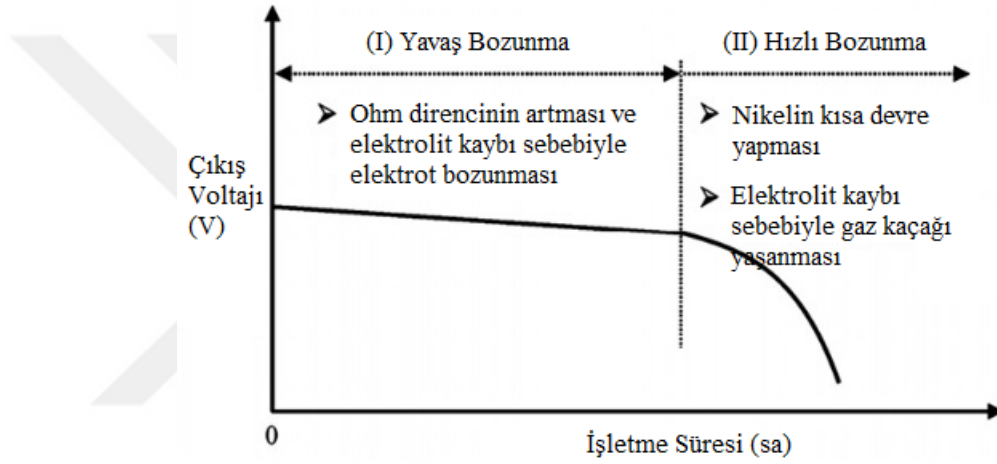 (I) Yavaş Bozunma
(II) Hızlı Bozunma
➤ Ohm direncinin artması ve
elektrolit kaybı sebebiyle
elektrot bozunması
➤ Nikelin kısa devre
yapması
➤ Elektrolit kaybı
sebebiyle gaz kaçağı
yaşanması
Çıkış
Voltajı
(V)
0
İşletme Süresi (sa)